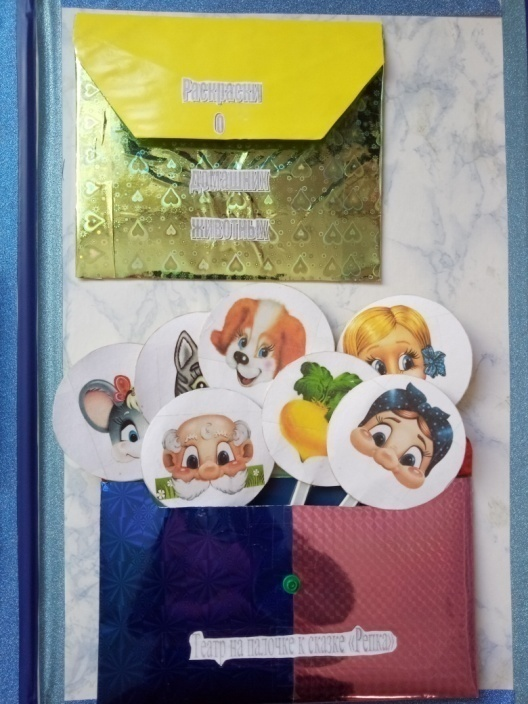 Раскраски
О
домашних
животных
Театр на палочке к сказке «Репка»